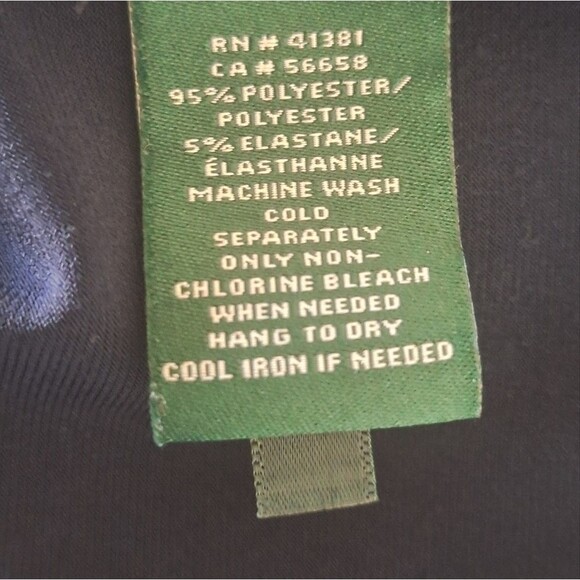 RN # 41381
CA # 56658
95% POLYESTER/
POLYESTER
5% ELASTANE/
ÉLASTHANNE
MACHINE WASH
COLD
SEPARATELY
ONLY NON-
CHLORINE BLEACH
WHEN NEEDED
HANG TO DRY
COOL IRON IF NEEDED